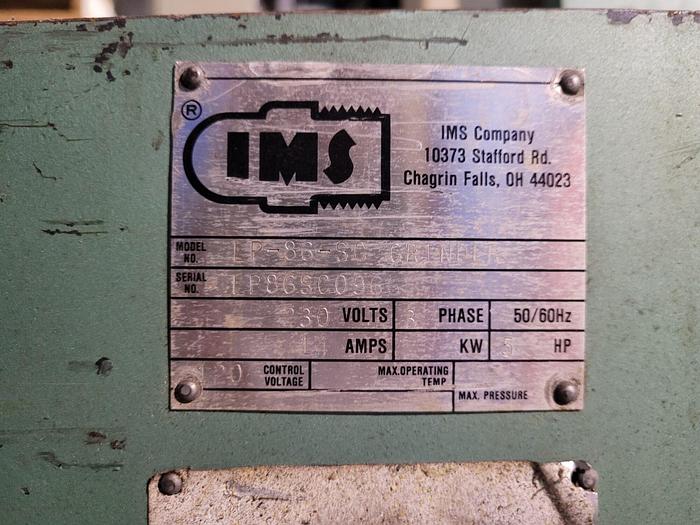 ®
IMS
IMS Company
10373 Stafford Rd.
Chagrin Falls, OH 44023
MODEL NO. LP-86-SC GRINDER
SERIAL NO.
230 VOLTS 3 PHASE 50/60Hz
AMPS KW 5 HP
CONTROL VOLTAGE MAX.OPERATING TEMP
MAX. PRESSURE